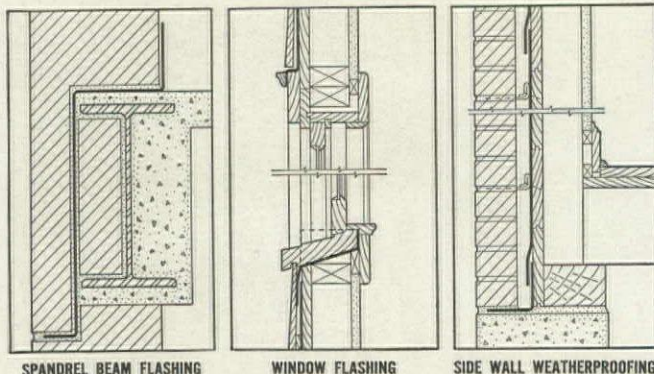 SPANDREL BEAM FLASHING
WINDOW FLASHING
SIDE WALL WEATHERPROOFING